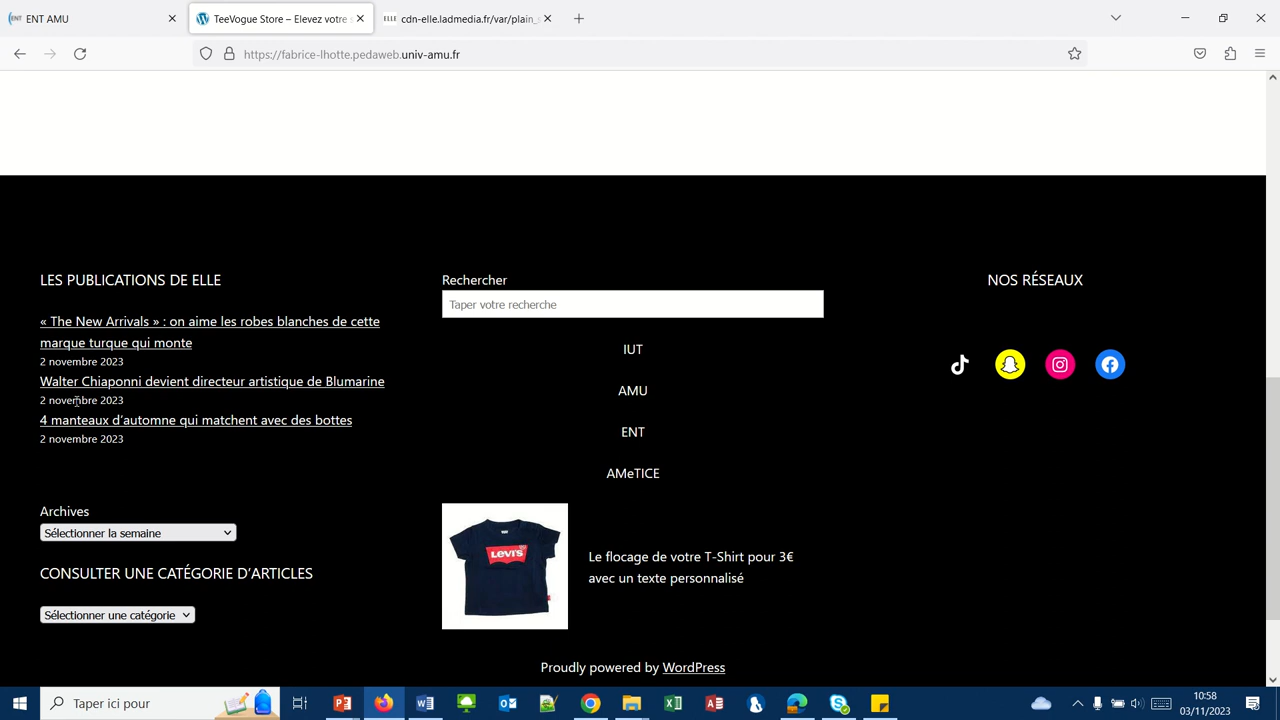 ENT AMU
TeeVogue Store – Elevez votre s
ELLE
cdn-elle.ladmedia.fr/var/plain_s
https://fabrice-lhotte.pedaweb.univ-amu.fr
LES PUBLICATIONS DE ELLE
« The New Arrivals » : on aime les robes blanches de cette
marque turque qui monte
2 novembre 2023
Walter Chiaponni devient directeur artistique de Blumarine
2 novembre 2023
4 manteaux d'automne qui matchent avec des bottes
2 novembre 2023
Archives
Sélectionner la semaine
CONSULTER UNE CATÉGORIE D'ARTICLES
Sélectionner une catégorie
Rechercher
Taper votre recherche
IUT
AMU
ENT
AMeTICE
LEVI'S
Le flocage de votre T-Shirt pour 3€
avec un texte personnalisé
NOS RÉSEAUX
Proudly powered by WordPress
Taper ici pour
10:58
03/11/2023